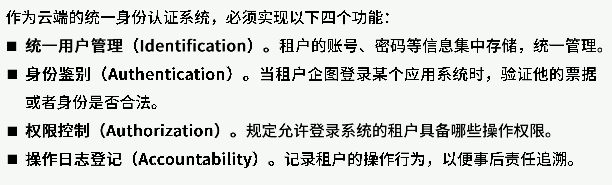 作为云端的统一身份认证系统，必须实现以下四个功能：
■ 统一用户管理（Identification）。租户的账号、密码等信息集中存储，统一管理。
■ 身份鉴别（Authentication）。当租户企图登录某个应用系统时，验证他的票据
或者身份是否合法。
■ 权限控制（Authorization）。规定允许登录系统的租户具备哪些操作权限。
■ 操作日志登记（Accountability）。记录租户的操作行为，以便事后责任追溯。